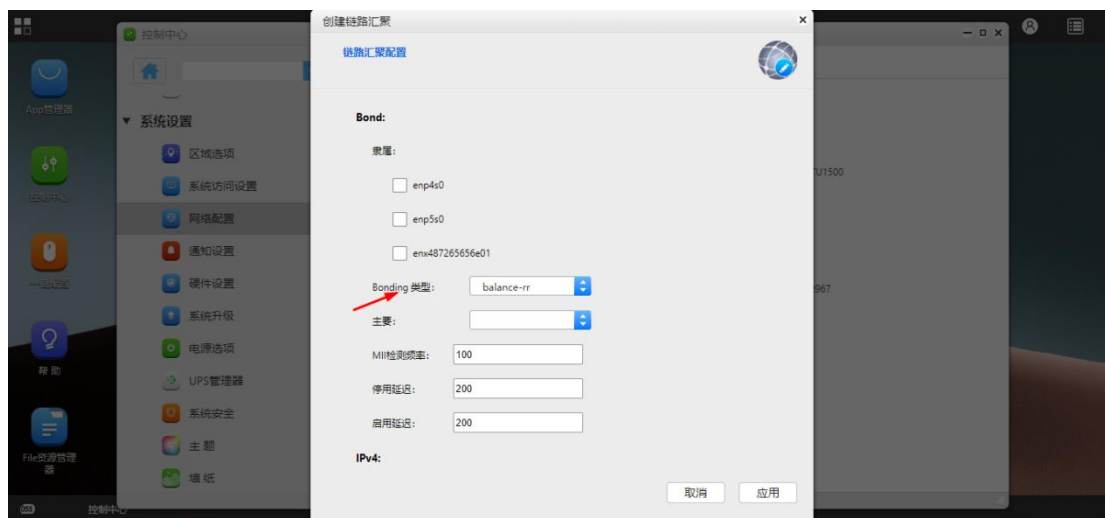 创建链路汇聚
控制中心
链路汇聚配置
App管理器
系统设置
区域选项
系统访问设置
网络配置
通知设置
硬件设置
系统升级
电源选项
UPS管理器
系统安全
主题
墙纸
帮助
File资源管理
器
控制中心
Bond:
隶属:
enp4s0
enp5s0
enx487265656e01
Bonding 类型:
balance-rr
主要:
MII检测频率:
100
停用延迟:
200
启用延迟:
200
IPv4:
取消
应用
TU1500
967